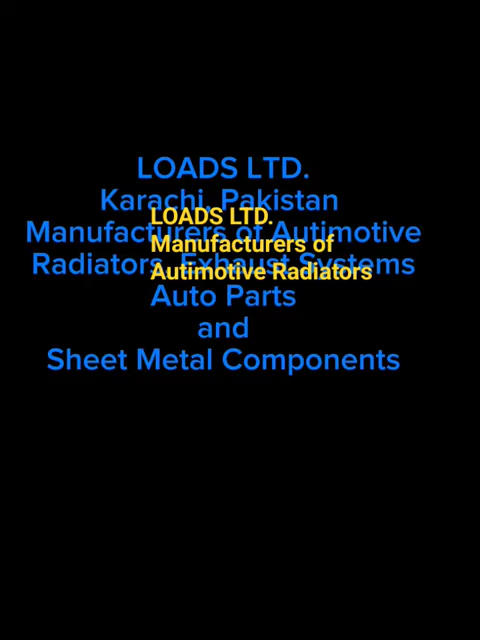 LOADS LTD.
Karachi, Pakistan
Manufacturers of Autimotive
Radiators, Exhaust Systems
Auto Parts
and
Sheet Metal Components
LOADS LTD.
Manufacturers of
Autimotive Radiators